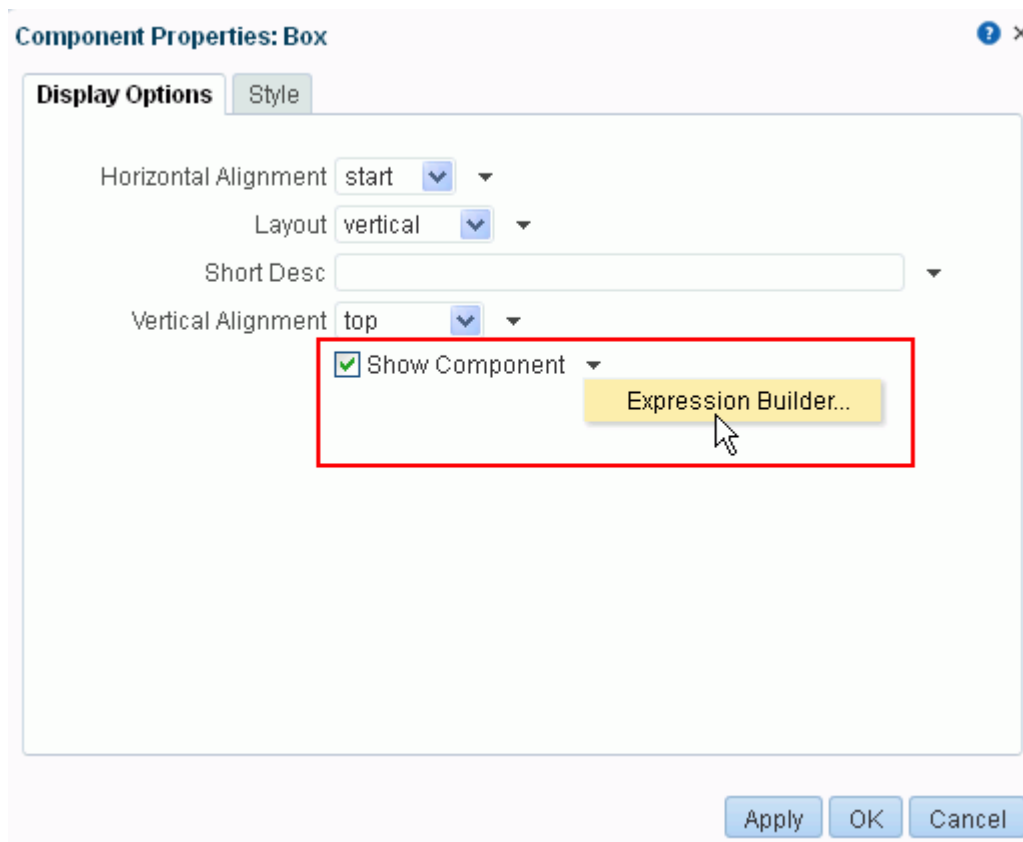 Component Properties: Box
?
Display Options Style
Horizontal Alignment start
Layout vertical
Short Desc
Vertical Alignment top
Show Component
Expression Builder...
Apply OK Cancel